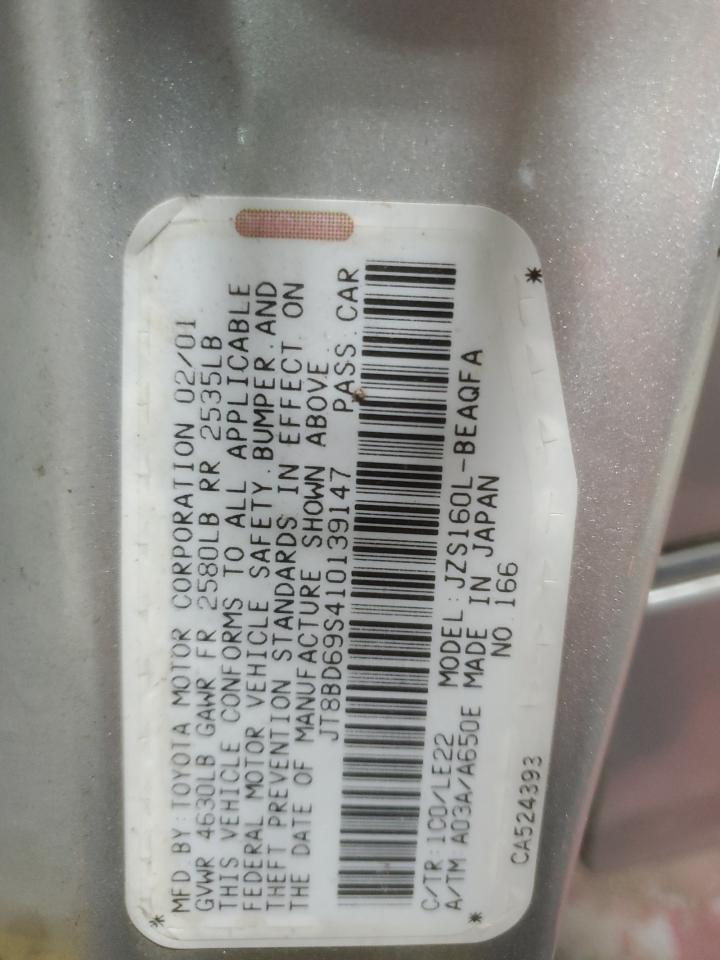 MFD BY: TOYOTA MOTOR CORPORATION 02/01
GVWR 4630LB GAWR FR 2580LB RR 2535LB
THIS VEHICLE CONFORMS TO ALL APPLICABLE
FEDERAL MOTOR VEHICLE SAFETY.BUMPER.AND
THEFT PREVENTION STANDARDS IN EFFECT ON
THE DATE OF MANUFACTURE SHOWN ABOVE
JT8BD69S410139147 PASS.CAR
C/TR:1C0/LE22 MODEL:JZS160L-BEAQFA
A/TM A03A/A650E MADE IN JAPAN
NO.166
CA524393